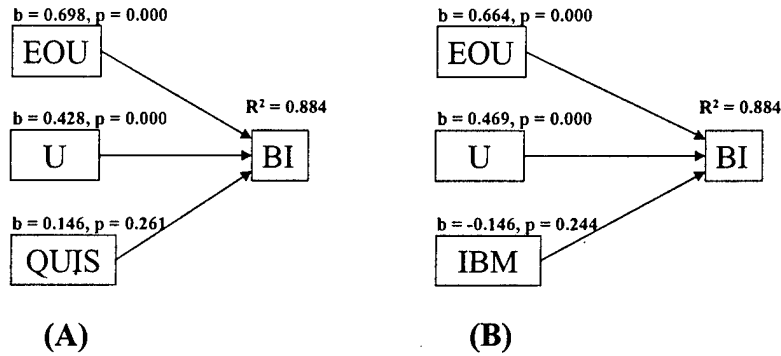 b = 0.698, p = 0.000
EOU
R² = 0.884
b = 0.428, p = 0.000
U
BI
b = 0.146, p = 0.261
QUIS
(A)
b = 0.664, p = 0.000
EOU
R² = 0.884
b = 0.469, p = 0.000
U
BI
b = -0.146, p = 0.244
IBM
(B)